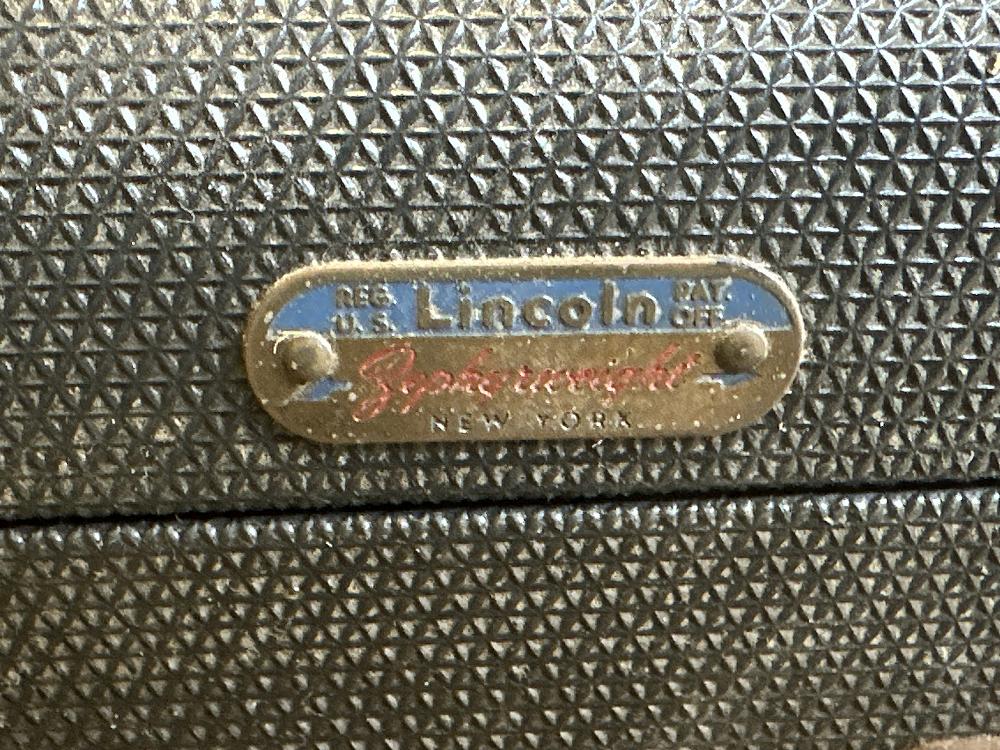 REG. Lincoln PAT.
U.S. OFF.
Zephyrweight
NEW YORK